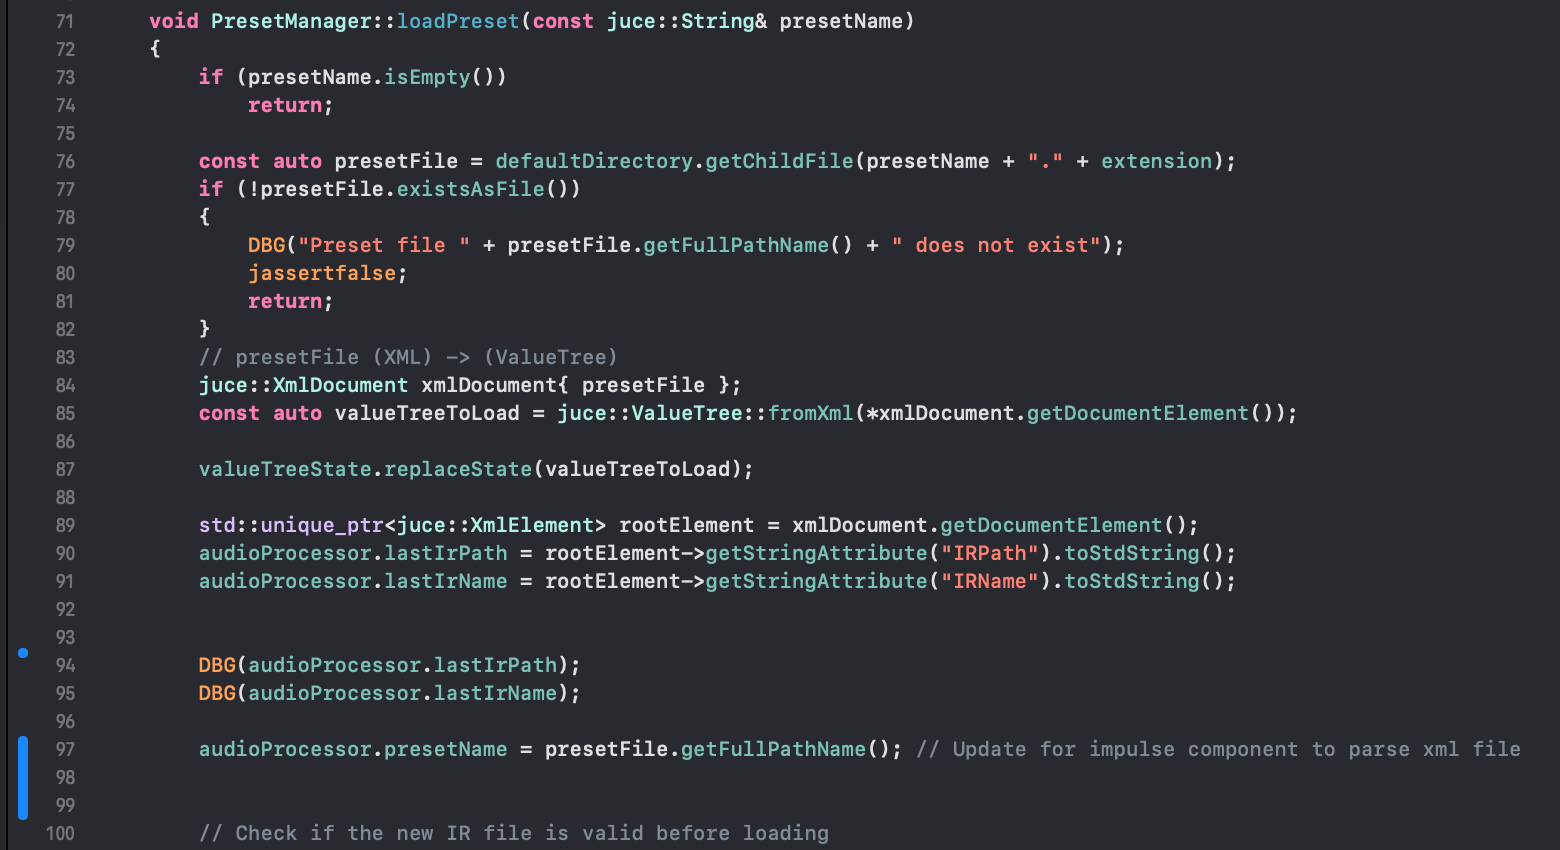 71 void PresetManager::loadPreset(const juce::String& presetName)
72 {
73 if (presetName.isEmpty())
74 return;
75
76 const auto presetFile = defaultDirectory.getChildFile(presetName + "." + extension);
77 if (!presetFile.existsAsFile())
78 {
79 DBG("Preset file " + presetFile.getFullPathName() + " does not exist");
80 jassertfalse;
81 return;
82 }
83 // presetFile (XML) -> (ValueTree)
84 juce::XmlDocument xmlDocument{ presetFile };
85 const auto valueTreeToLoad = juce::ValueTree::fromXml(*xmlDocument.getDocumentElement());
86
87 valueTreeState.replaceState(valueTreeToLoad);
88
89 std::unique_ptr<juce::XmlElement> rootElement = xmlDocument.getDocumentElement();
90 audioProcessor.lastIrPath = rootElement->getStringAttribute("IRPath").toStdString();
91 audioProcessor.lastIrName = rootElement->getStringAttribute("IRName").toStdString();
92
93
94 DBG(audioProcessor.lastIrPath);
95 DBG(audioProcessor.lastIrName);
96
97 audioProcessor.presetName = presetFile.getFullPathName(); // Update for impulse component to parse xml file
98
99
100 // Check if the new IR file is valid before loading